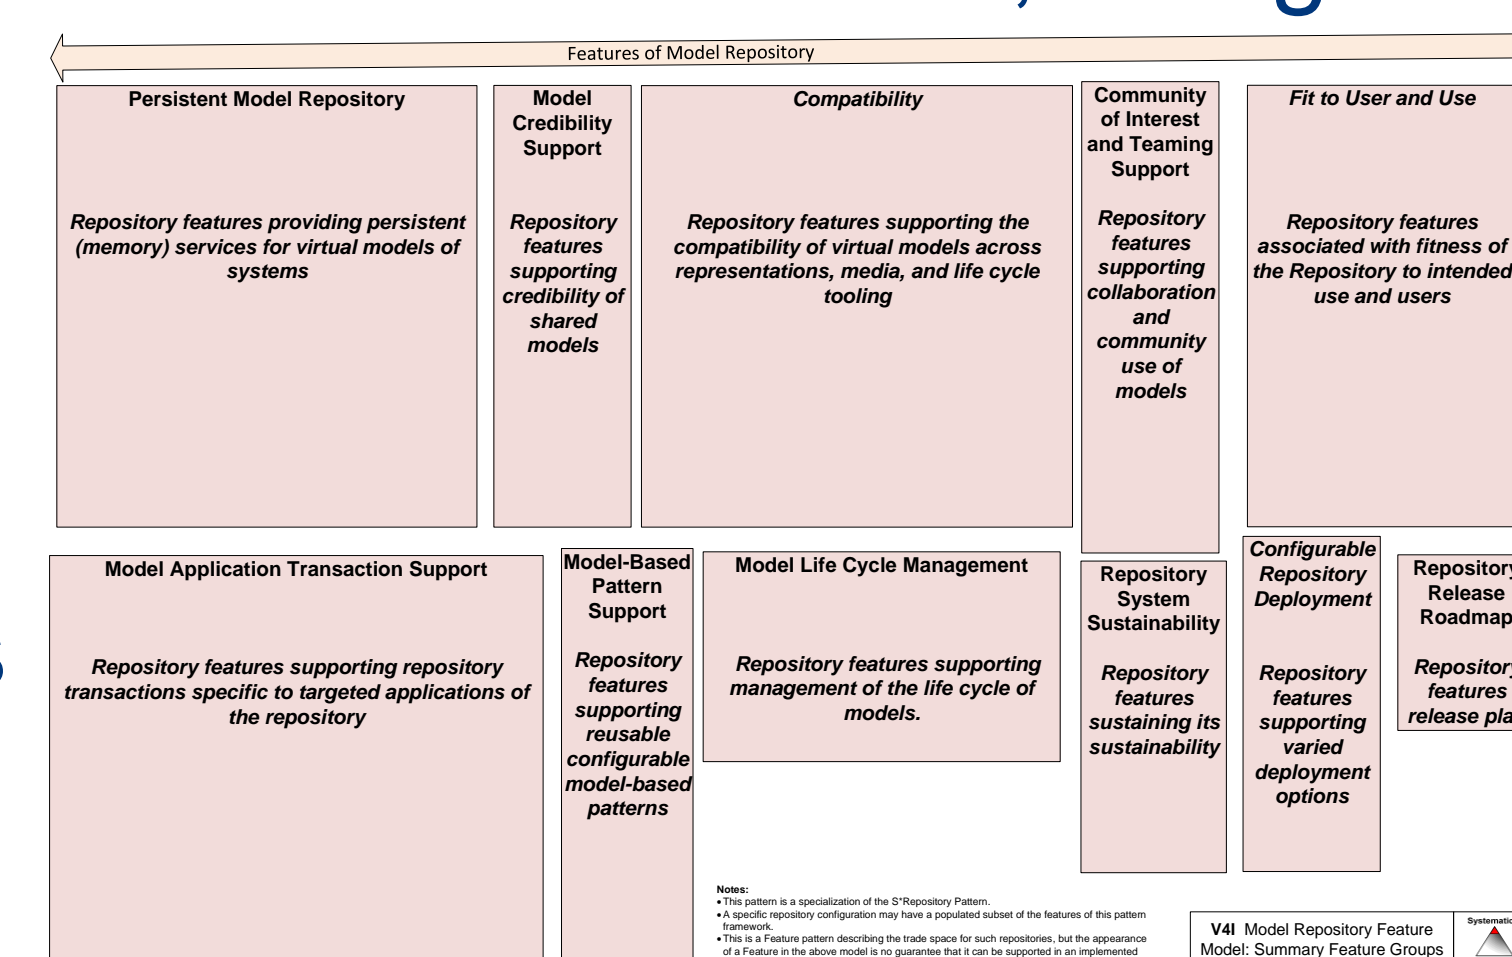 Features of Model Repository
Persistent Model Repository
Repository features providing persistent
(memory) services for virtual models of
systems
Model
Credibility
Support
Repository
features
supporting
credibility of
shared
models
Compatibility
Repository features supporting the
compatibility of virtual models across
representations, media, and life cycle
tooling
Community
of Interest
and Teaming
Support
Repository
features
supporting
collaboration
and
community
use of
models
Fit to User and Use
Repository features
associated with fitness of
the Repository to intended
use and users
Model Application Transaction Support
Repository features supporting repository
transactions specific to targeted applications of
the repository
Model-Based
Pattern
Support
Repository
features
supporting
reusable
configurable
model-based
patterns
Model Life Cycle Management
Repository features supporting
management of the life cycle of
models.
Repository
System
Sustainability
Repository
features
sustaining its
sustainability
Configurable
Repository
Deployment
Repository
features
supporting
varied
deployment
options
Repository
Release
Roadmap
Repository
features
release pla
Notes:
• This pattern is a specialization of the S*Repository Pattern.
• A specific repository configuration may have a populated subset of the features of this pattern
framework.
• This is a Feature pattern describing the trade space for such repositories, but the appearance
of a Feature in the above model is no guarantee that it can be supported in an implemented
V4I Model Repository Feature
Model: Summary Feature Groups
Systematic